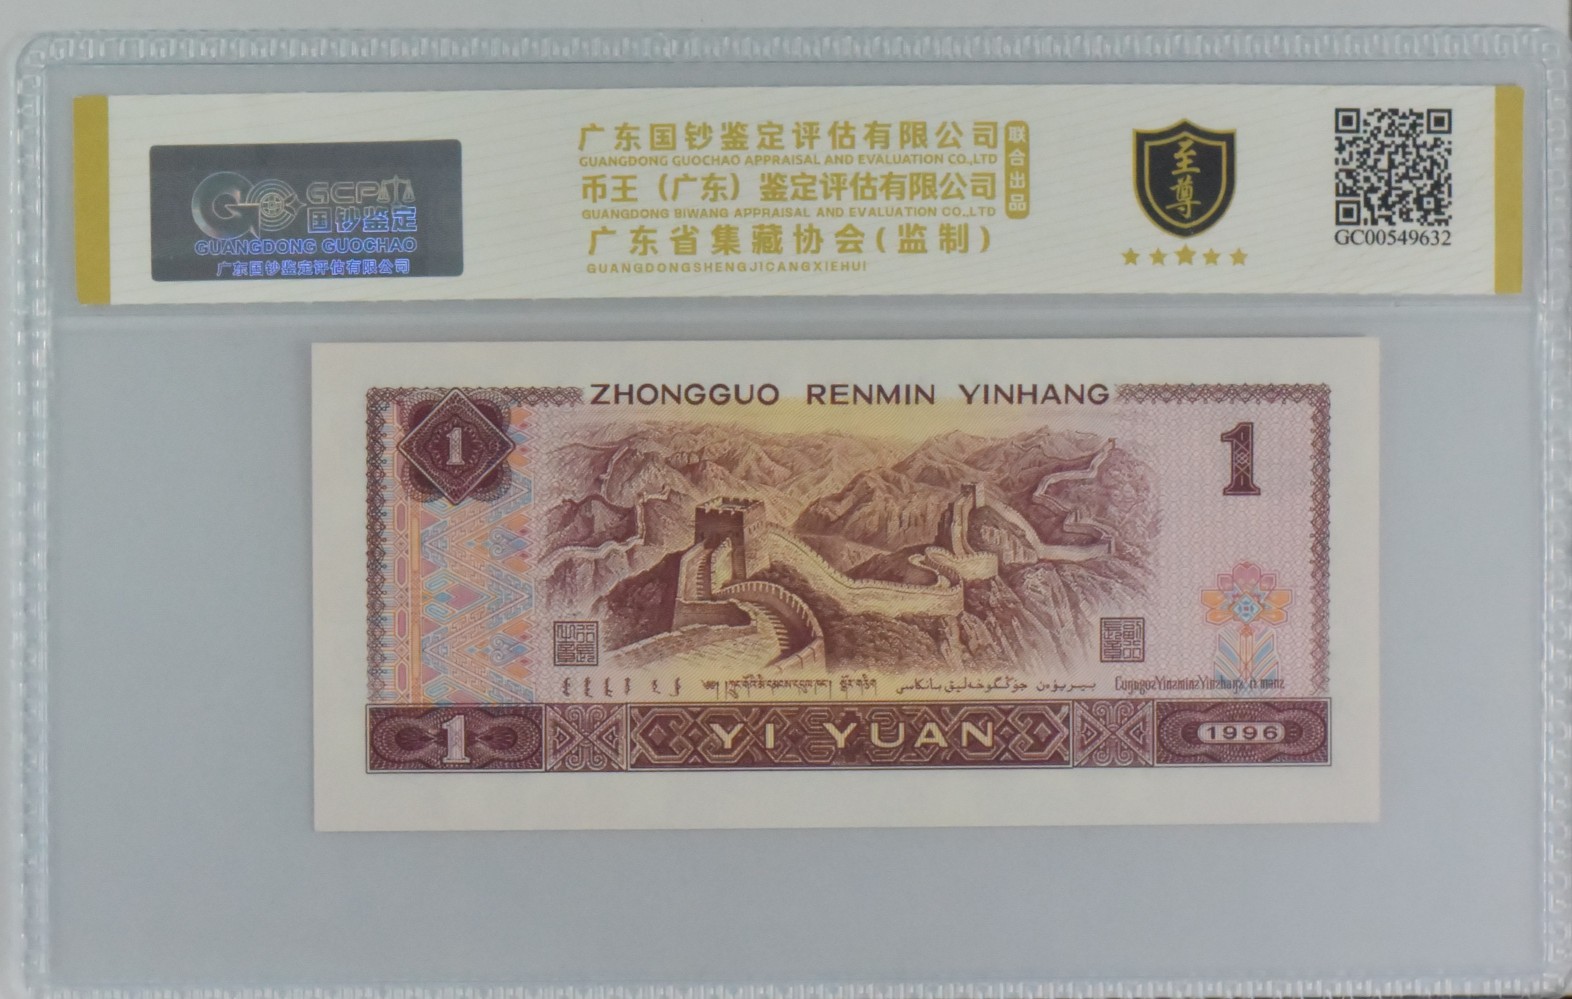 GCPA
国钞鉴定
GUANGDONG GUOCHAO
广东国钞鉴定评估有限公司
广东国钞鉴定评估有限公司
GUANGDONG GUOCHAO APPRAISAL AND EVALUATION CO.,LTD
币王（广东）鉴定评估有限公司
GUANGDONG BIWANG APPRAISAL AND EVALUATION CO.,LTD
联合出品
广东省集藏协会(监制)
GUANGDONGSHENGJICANGXIEHUI
至尊
GC00549632
ZHONGGUO RENMIN YINHANG
1
1
1
YI YUAN
1996